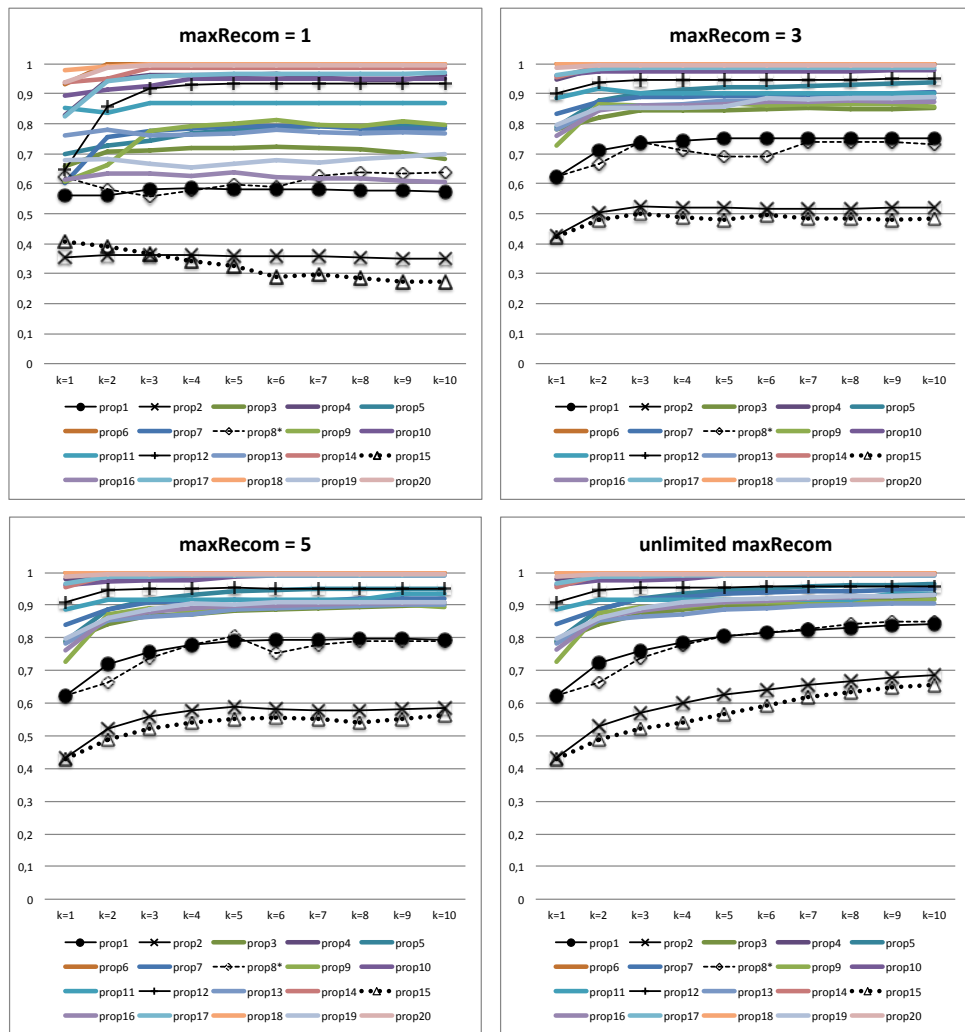 maxRecom = 1
1
0,9
0,8
0,7
0,6
0,5
0,4
0,3
0,2
0,1
0
k=1 k=2 k=3 k=4 k=5 k=6 k=7 k=8 k=9 k=10
prop1 prop2 prop3 prop4 prop5
prop6 prop7 prop8* prop9 prop10
prop11 prop12 prop13 prop14 prop15
prop16 prop17 prop18 prop19 prop20
maxRecom = 3
1
0,9
0,8
0,7
0,6
0,5
0,4
0,3
0,2
0,1
0
k=1 k=2 k=3 k=4 k=5 k=6 k=7 k=8 k=9 k=10
prop1 prop2 prop3 prop4 prop5
prop6 prop7 prop8* prop9 prop10
prop11 prop12 prop13 prop14 prop15
prop16 prop17 prop18 prop19 prop20
maxRecom = 5
1
0,9
0,8
0,7
0,6
0,5
0,4
0,3
0,2
0,1
0
k=1 k=2 k=3 k=4 k=5 k=6 k=7 k=8 k=9 k=10
prop1 prop2 prop3 prop4 prop5
prop6 prop7 prop8* prop9 prop10
prop11 prop12 prop13 prop14 prop15
prop16 prop17 prop18 prop19 prop20
unlimited maxRecom
1
0,9
0,8
0,7
0,6
0,5
0,4
0,3
0,2
0,1
0
k=1 k=2 k=3 k=4 k=5 k=6 k=7 k=8 k=9 k=10
prop1 prop2 prop3 prop4 prop5
prop6 prop7 prop8* prop9 prop10
prop11 prop12 prop13 prop14 prop15
prop16 prop17 prop18 prop19 prop20